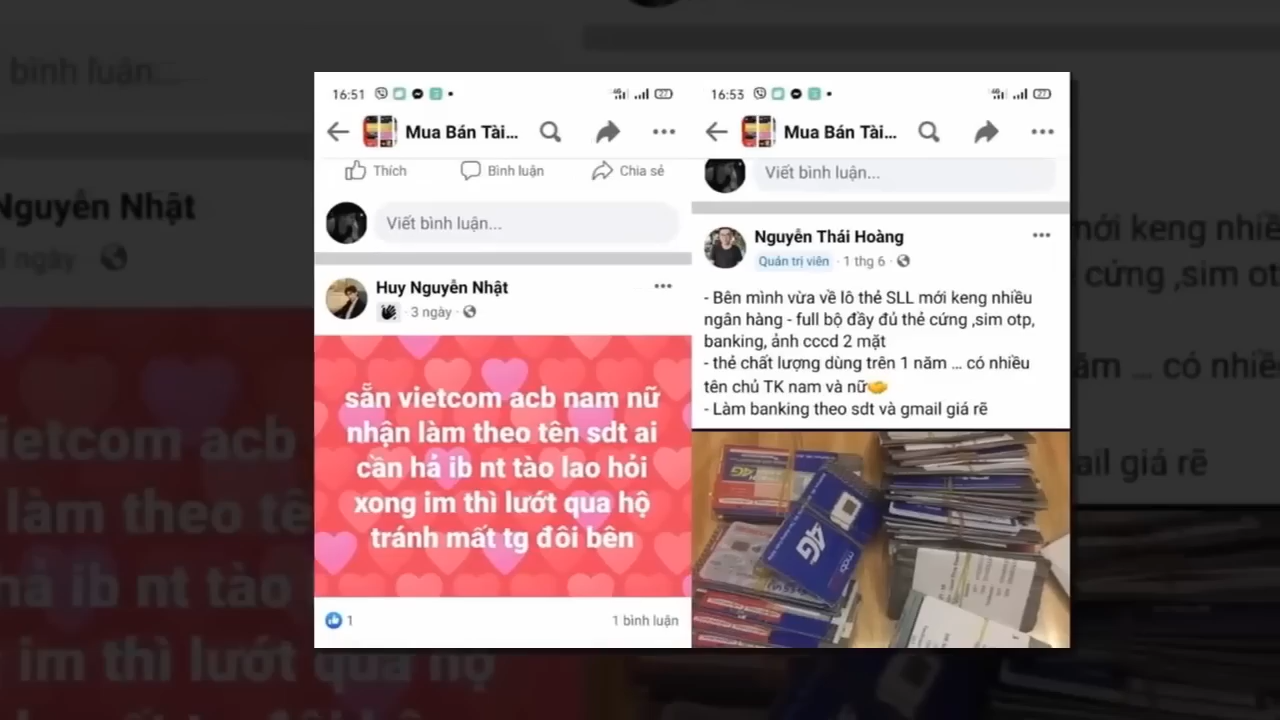 16:51
27
Mua Bán Tài...
Thích
Bình luận
Chia sẻ
Viết bình luận...
Huy Nguyễn Nhật
3 ngày
sẵn vietcom acb nam nữ
nhận làm theo tên sdt ai
cần hả ib nt tào lao hỏi
xong im thì lướt qua hộ
tránh mất tg đôi bên
1
1 bình luận
16:53
27
Mua Bán Tài...
Viết bình luận...
Nguyễn Thái Hoàng
Quản trị viên · 1 thg 6
- Bên mình vừa về lô thẻ SLL mới keng nhiều
ngân hàng - full bộ đầy đủ thẻ cứng ,sim otp,
banking, ảnh cccd 2 mặt
- thẻ chất lượng dùng trên 1 năm ... có nhiều
tên chủ TK nam và nữ🤝
- Làm banking theo sdt và gmail giá rẽ
4G
mobi
4G
bình luận...
Nguyễn Nhật
ngày
ietcom acb
làm theo tê
hả ib nt tào
im thì lướt qua hộ
mới keng nhiề
cứng ,sim ot
ăm ... có nhiề
ail giá rẽ